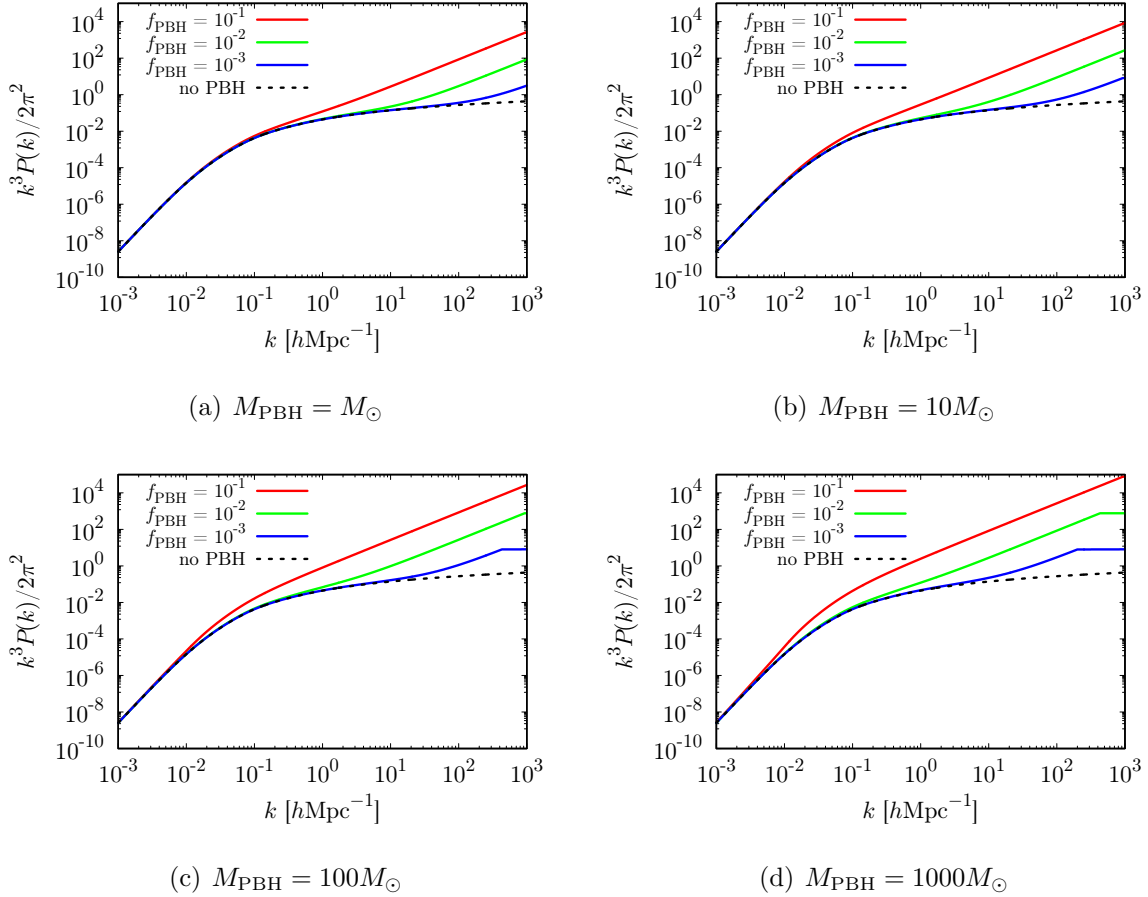 10^4
10^2
10^0
10^-2
10^-4
10^-6
10^-8
10^-10
k^3P(k)/2π^2
f_PBH = 10^-1
f_PBH = 10^-2
f_PBH = 10^-3
no PBH
10^-3 10^-2 10^-1 10^0 10^1 10^2 10^3
k [hMpc^-1]
(a) M_PBH = M_⊙
10^4
10^2
10^0
10^-2
10^-4
10^-6
10^-8
10^-10
k^3P(k)/2π^2
f_PBH = 10^-1
f_PBH = 10^-2
f_PBH = 10^-3
no PBH
10^-3 10^-2 10^-1 10^0 10^1 10^2 10^3
k [hMpc^-1]
(b) M_PBH = 10M_⊙
10^4
10^2
10^0
10^-2
10^-4
10^-6
10^-8
10^-10
k^3P(k)/2π^2
f_PBH = 10^-1
f_PBH = 10^-2
f_PBH = 10^-3
no PBH
10^-3 10^-2 10^-1 10^0 10^1 10^2 10^3
k [hMpc^-1]
(c) M_PBH = 100M_⊙
10^4
10^2
10^0
10^-2
10^-4
10^-6
10^-8
10^-10
k^3P(k)/2π^2
f_PBH = 10^-1
f_PBH = 10^-2
f_PBH = 10^-3
no PBH
10^-3 10^-2 10^-1 10^0 10^1 10^2 10^3
k [hMpc^-1]
(d) M_PBH = 1000M_⊙